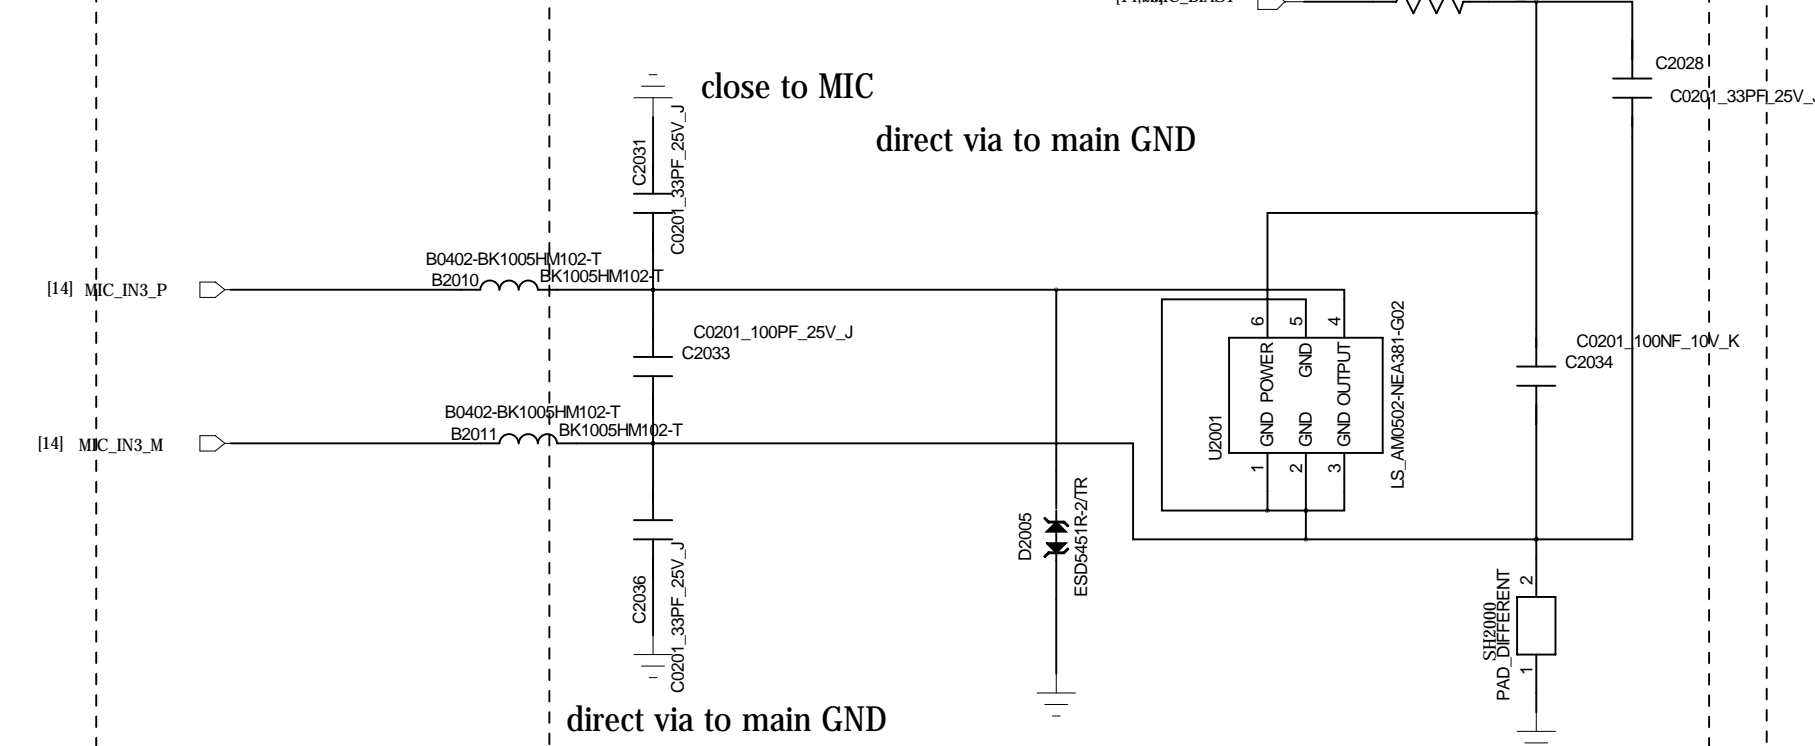 C2028
C0201_33PF_25V_J
close to MIC
direct via to main GND
C2031
C0201_33PF_25V_J
B0402-BK1005HM102-T
B2010
BK1005HM102-T
[14] MIC_IN3_P
C0201_100PF_25V_J
C2033
B0402-BK1005HM102-T
B2011
BK1005HM102-T
[14] MIC_IN3_M
C2036
C0201_33PF_25V_J
direct via to main GND
D2005
ESD5451R-2/TR
U2001
6
5
4
POWER
GND
OUTPUT
GND
GND
GND
1
2
3
LS_AM0502-NEA381-G02
C0201_100NF_10V_K
C2034
2
SH2000
PAD_DIFFERENT
1